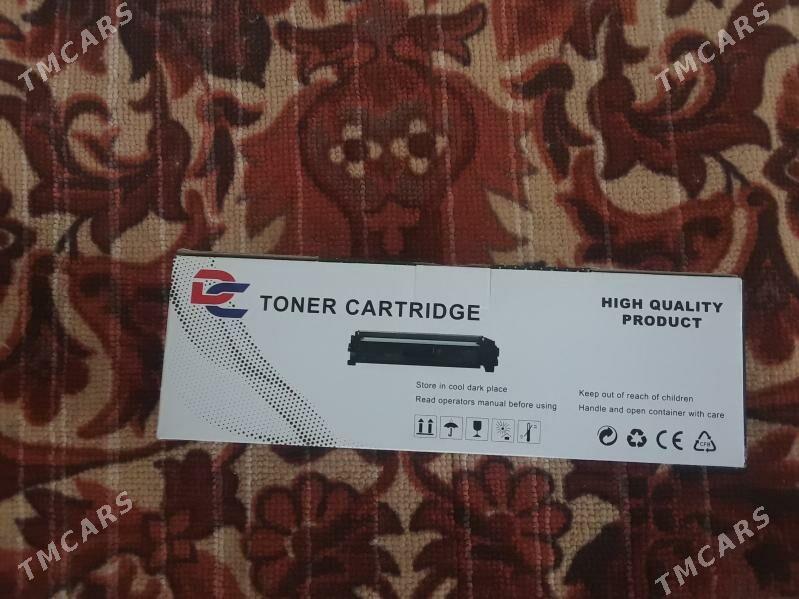 TMCARS
TMCARS
DC TONER CARTRIDGE
HIGH QUALITY
PRODUCT
Store in cool dark place
Read operators manual before using
Keep out of reach of children
Handle and open container with care
CE
TMCARS
TMCARS